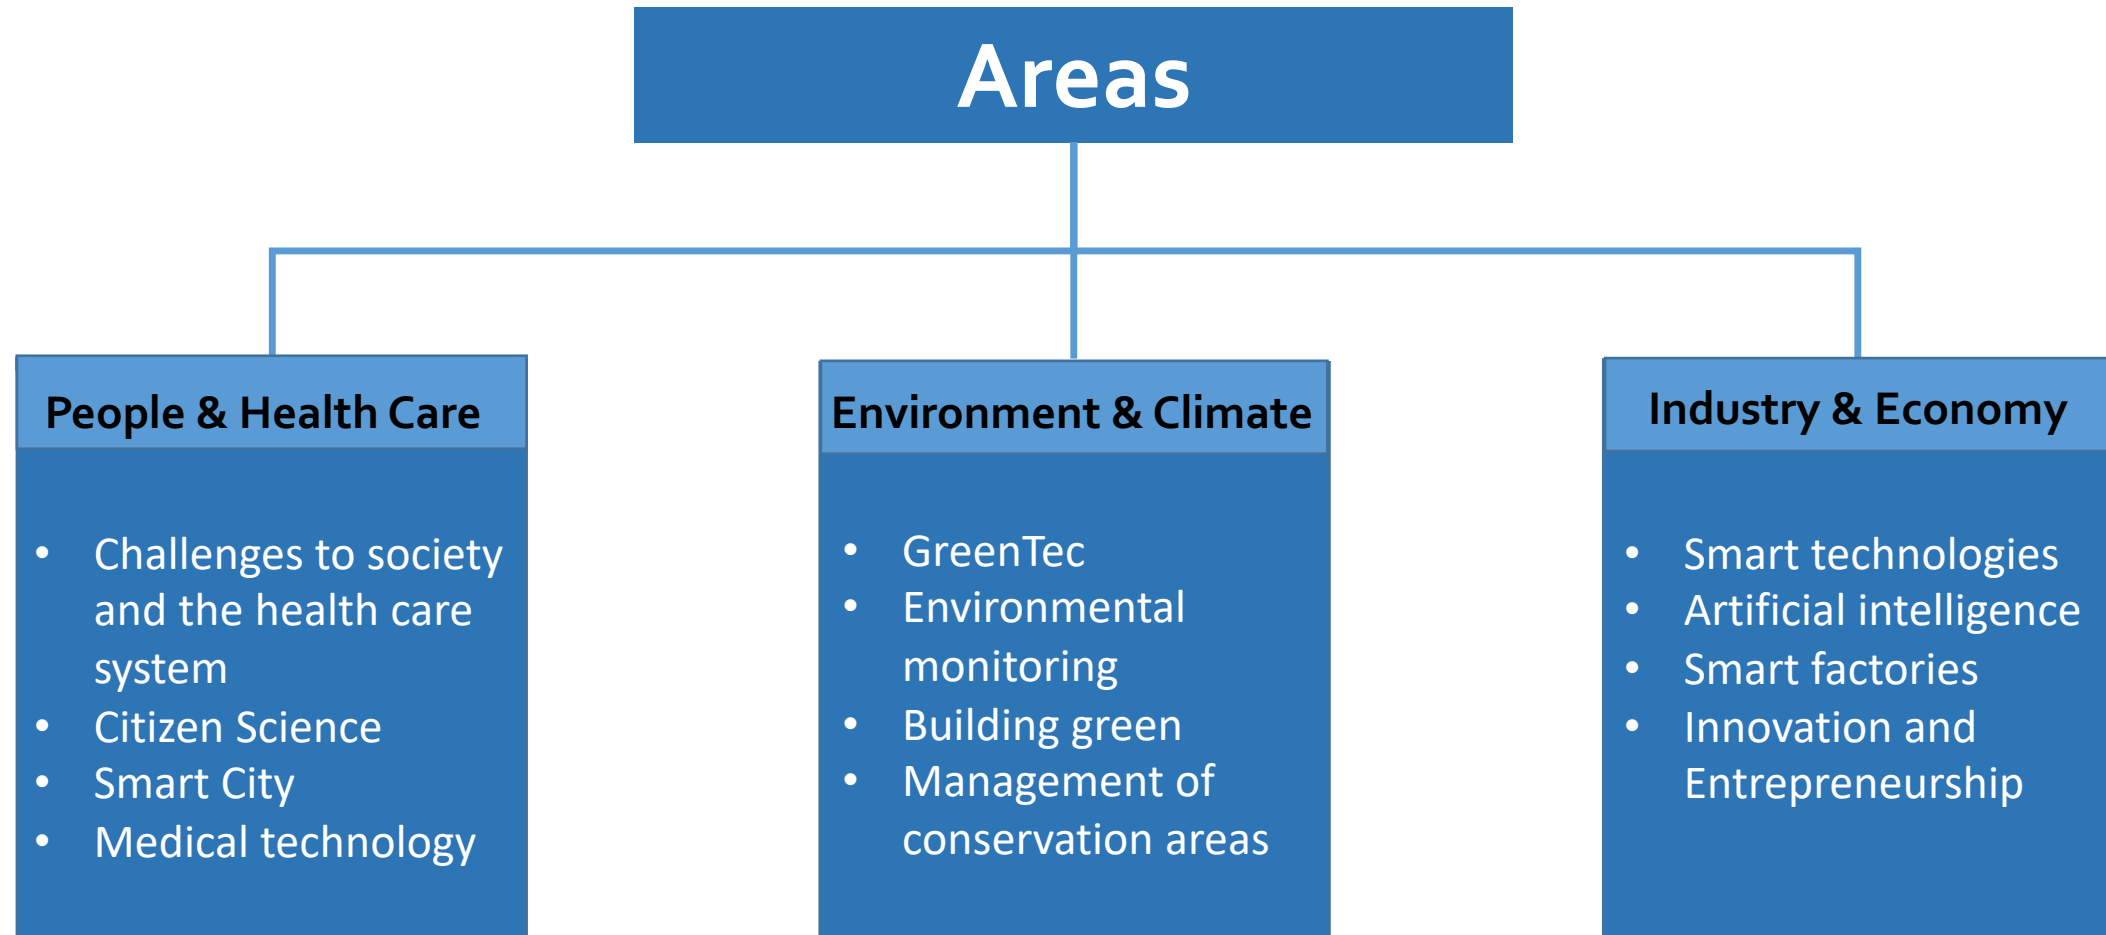 Areas
People & Health Care
• Challenges to society
and the health care
system
• Citizen Science
• Smart City
• Medical technology
Environment & Climate
• GreenTec
• Environmental
monitoring
• Building green
• Management of
conservation areas
Industry & Economy
• Smart technologies
• Artificial intelligence
• Smart factories
• Innovation and
Entrepreneurship